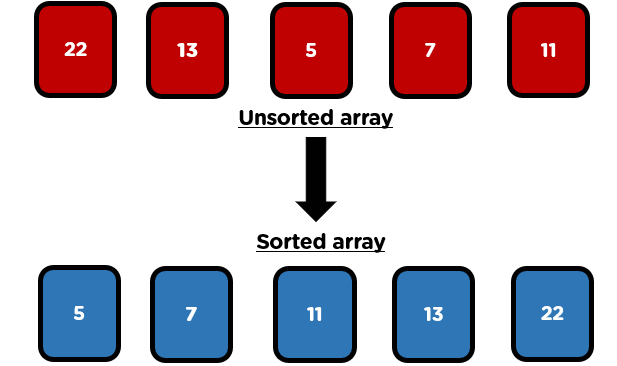 22 13 5 7 11
Unsorted array
Sorted array
5 7 11 13 22